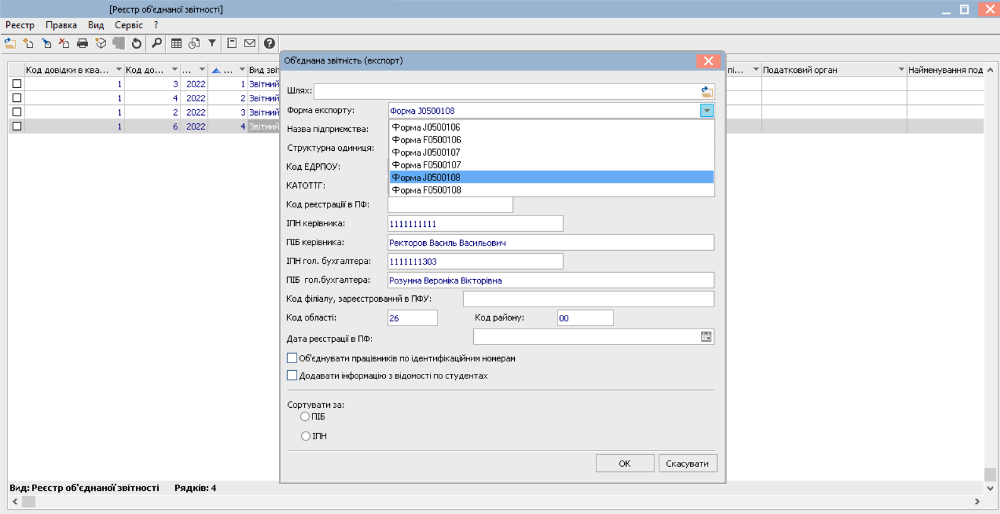 [Реєстр об'єднаної звітності]
Реєстр Правка Вид Сервіс ?
Об'єднана звітність (експорт)
Код довідки в ква... Код до... ... ... Вид зві пі... Податковий орган Найменування под
1 3 2022 1 Звітний
1 4 2022 2 Звітний
1 2 2022 3 Звітний
1 6 2022 4 Звітний
Шлях:
Форма експорту: Форма J0500108
Форма J0500106
Форма F0500106
Форма J0500107
Форма F0500107
Форма J0500108
Форма F0500108
Назва підприємства:
Структурна одиниця:
Код ЕДРПОУ:
КАТОТТГ:
Код реєстраціїї в ПФ:
ІПН керівника: 1111111111
ПІБ керівника: Ректоров Василь Васильович
ІПН гол. бухгалтера: 1111111303
ПІБ гол.бухгалтера: Розумна Вероніка Вікторівна
Код філіалу, зареєстрований в ПФУ:
Код області: 26 Код району: 00
Дата реєстрації в ПФ:
Об'єднувати працівників по ідентифікаційним номерам
Додавати інформацію з відомості по студентах
Сортувати за:
ПІБ
ІПН
ОК Скасувати
Вид: Реєстр об'єднаної звітності Рядків: 4